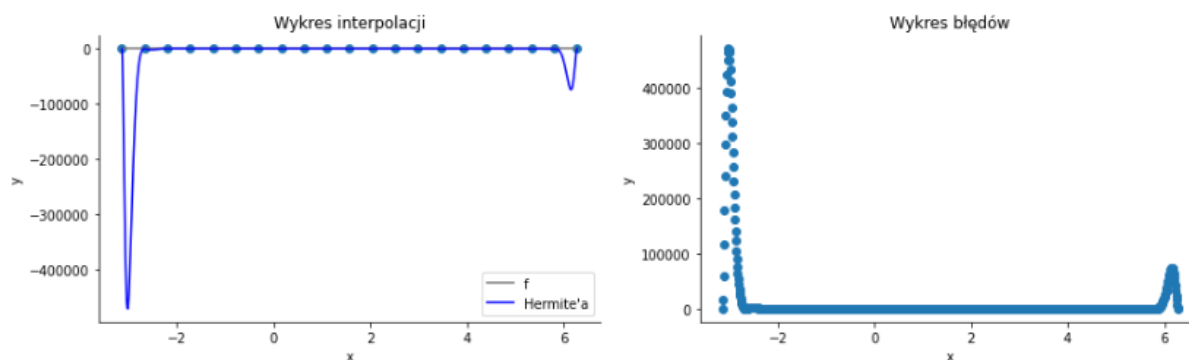 Wykres interpolacji
0
−100000
−200000
−300000
−400000
y
−2
0
2
4
6
x
f
Hermite'a
Wykres błędów
400000
300000
200000
100000
0
y
−2
0
2
4
6
x